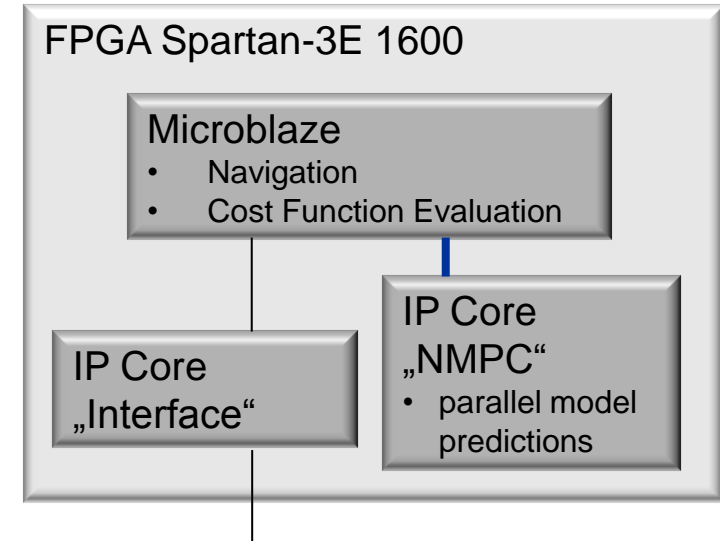 FPGA Spartan-3E 1600
Microblaze
• Navigation
• Cost Function Evaluation
IP Core
„Interface“
IP Core
„NMPC“
• parallel model
predictions